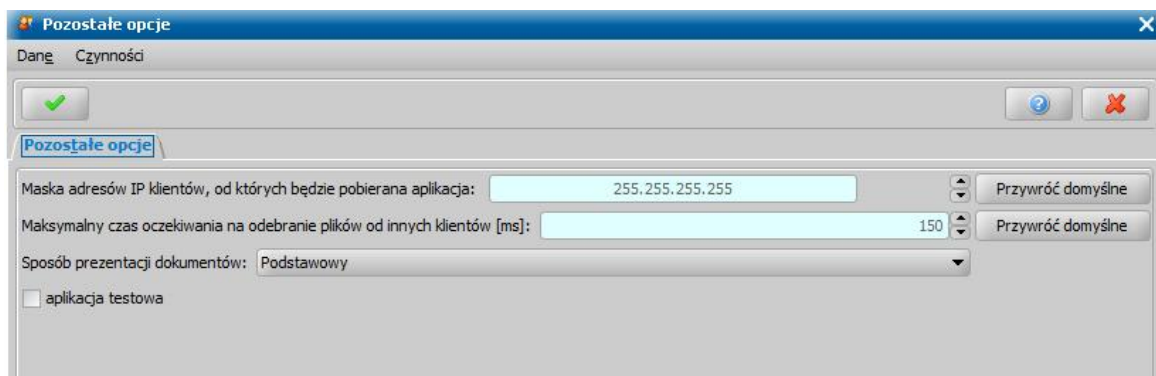 Pozostałe opcje
Dane Czynności
Pozostałe opcje
Maska adresów IP klientów, od których będzie pobierana aplikacja: 255.255.255.255 Przywróć domyślne
Maksymalny czas oczekiwania na odebranie plików od innych klientów [ms]: 150 Przywróć domyślne
Sposób prezentacji dokumentów: Podstawowy
aplikacja testowa